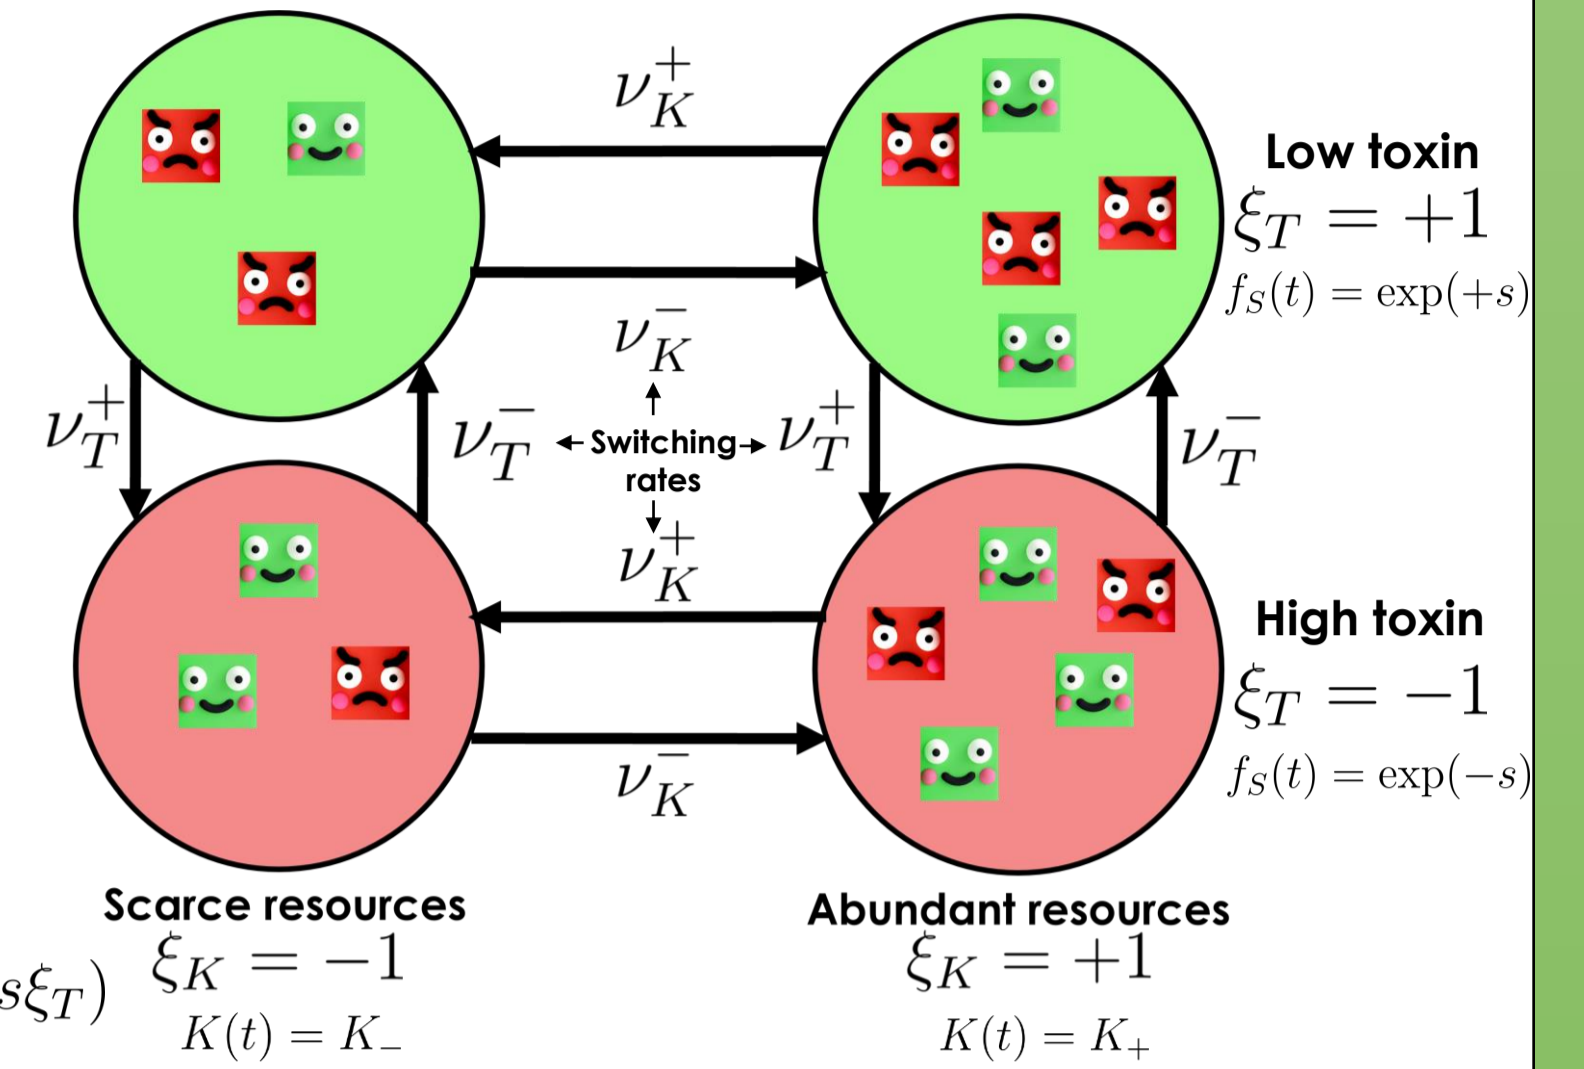 ν_K^+
Low toxin
ξ_T = +1
f_S(t) = exp(+s)
ν_K^-
ν_T^+
ν_T^-
← Switching →
rates
↑
↓
ν_T^+
ν_T^-
ν_K^+
High toxin
ξ_T = −1
f_S(t) = exp(−s)
ν_K^-
Scarce resources
ξ_K = −1
K(t) = K_−
Abundant resources
ξ_K = +1
K(t) = K_+
sξ_T)